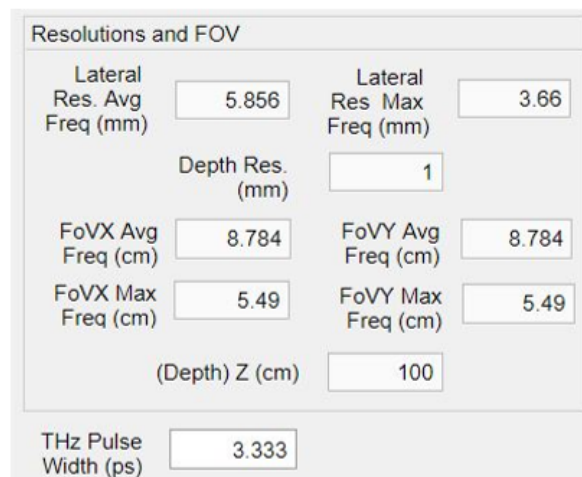 Resolutions and FOV
Lateral
Res. Avg
Freq (mm)
5.856
Lateral
Res Max
Freq (mm)
3.66
Depth Res.
(mm)
1
FoVX Avg
Freq (cm)
8.784
FoVY Avg
Freq (cm)
8.784
FoVX Max
Freq (cm)
5.49
FoVY Max
Freq (cm)
5.49
(Depth) Z (cm)
100
THz Pulse
Width (ps)
3.333